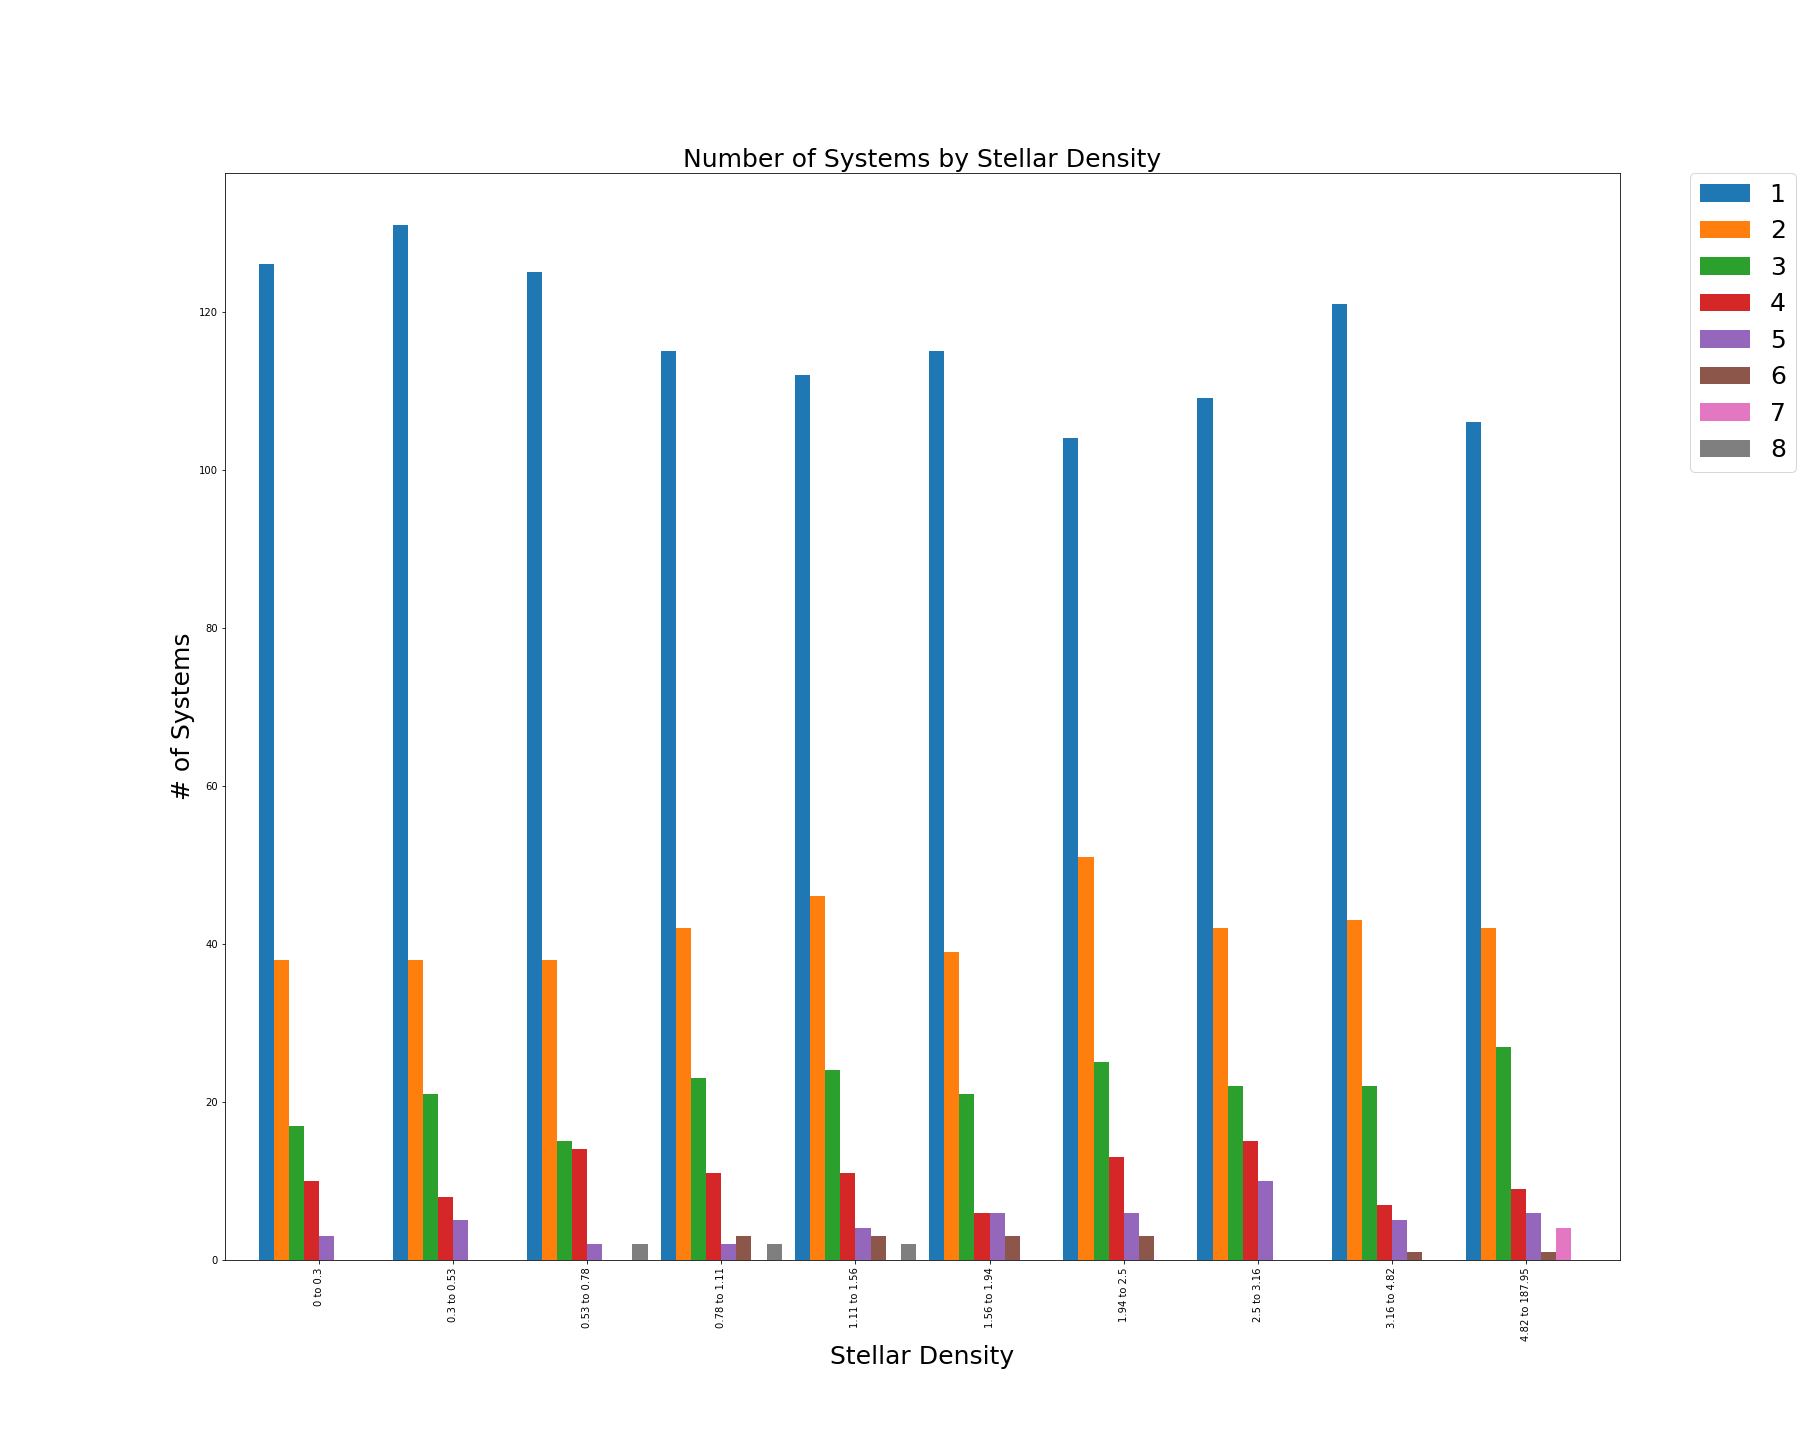 Number of Systems by Stellar Density
1
2
3
4
5
6
7
8
# of Systems
120
100
80
60
40
20
0
0 to 0.3
0.3 to 0.53
0.53 to 0.78
0.78 to 1.11
1.11 to 1.56
1.56 to 1.94
1.94 to 2.5
2.5 to 3.16
3.16 to 4.82
4.82 to 187.95
Stellar Density